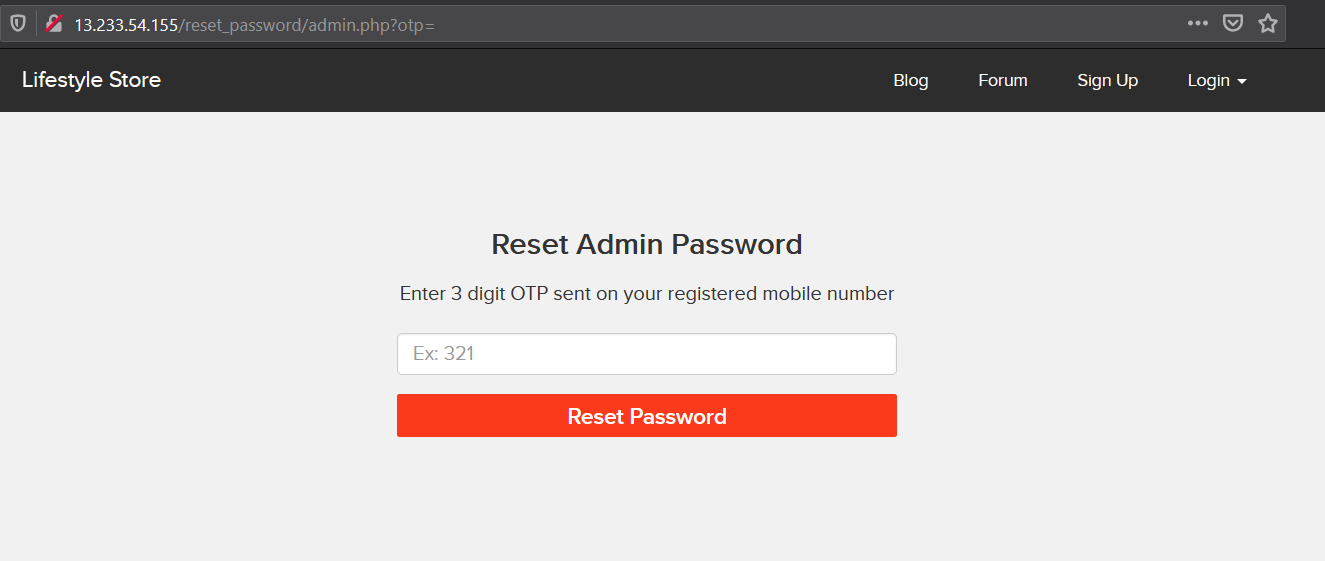 13.233.54.155/reset_password/admin.php?otp=
Lifestyle Store Blog Forum Sign Up Login
Reset Admin Password
Enter 3 digit OTP sent on your registered mobile number
Ex: 321
Reset Password